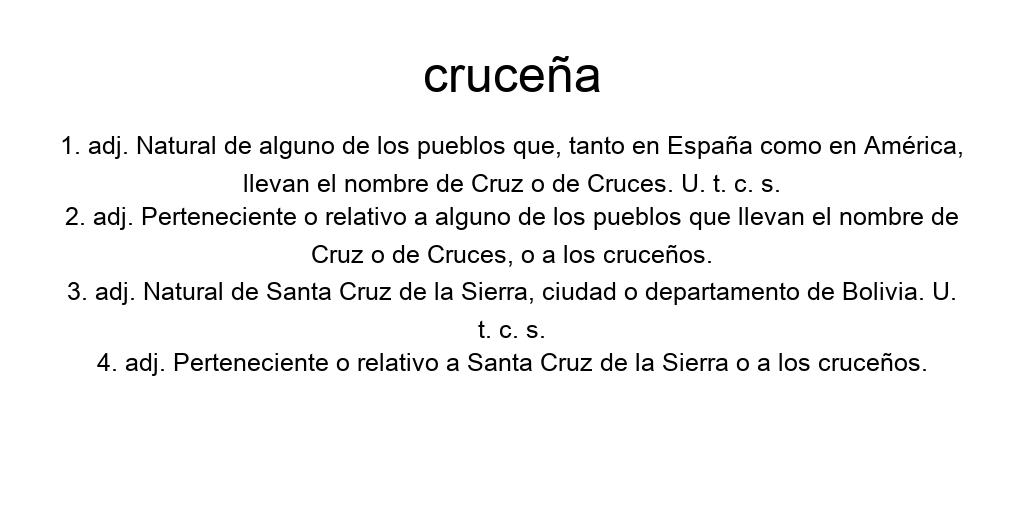 cruceña
1. adj. Natural de alguno de los pueblos que, tanto en España como en América,
llevan el nombre de Cruz o de Cruces. U. t. c. s.
2. adj. Perteneciente o relativo a alguno de los pueblos que llevan el nombre de
Cruz o de Cruces, o a los cruceños.
3. adj. Natural de Santa Cruz de la Sierra, ciudad o departamento de Bolivia. U.
t. c. s.
4. adj. Perteneciente o relativo a Santa Cruz de la Sierra o a los cruceños.